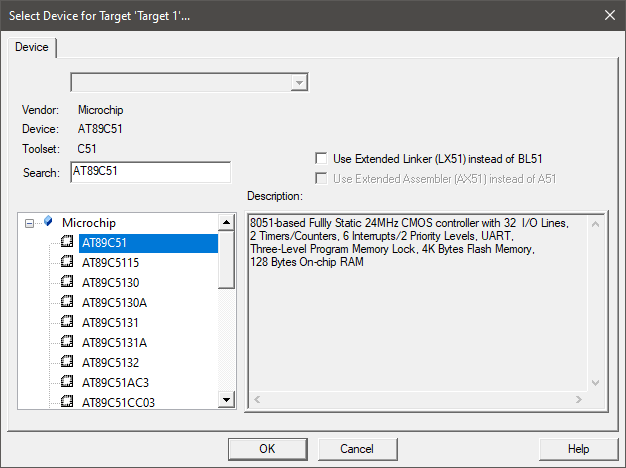 Select Device for Target 'Target 1'...
Device
Vendor: Microchip
Device: AT89C51
Toolset: C51
Search: AT89C51
Use Extended Linker (LX51) instead of BL51
Use Extended Assembler (AX51) instead of A51
Description:
Microchip
AT89C51
AT89C5115
AT89C5130
AT89C5130A
AT89C5131
AT89C5131A
AT89C5132
AT89C51AC3
AT89C51CC03
8051-based Fullly Static 24MHz CMOS controller with 32 I/O Lines,
2 Timers/Counters, 6 Interrupts/2 Priority Levels, UART,
Three-Level Program Memory Lock, 4K Bytes Flash Memory,
128 Bytes On-chip RAM
OK
Cancel
Help